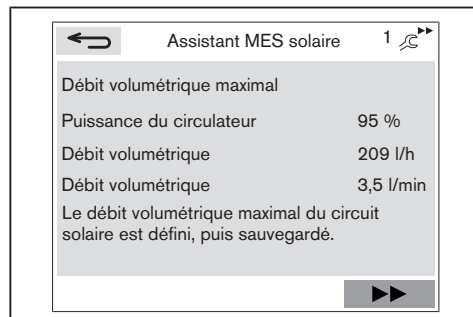 Assistant MES solaire 1
Débit volumétrique maximal
Puissance du circulateur 95 %
Débit volumétrique 209 l/h
Débit volumétrique 3,5 l/min
Le débit volumétrique maximal du circuit
solaire est défini, puis sauvegardé.